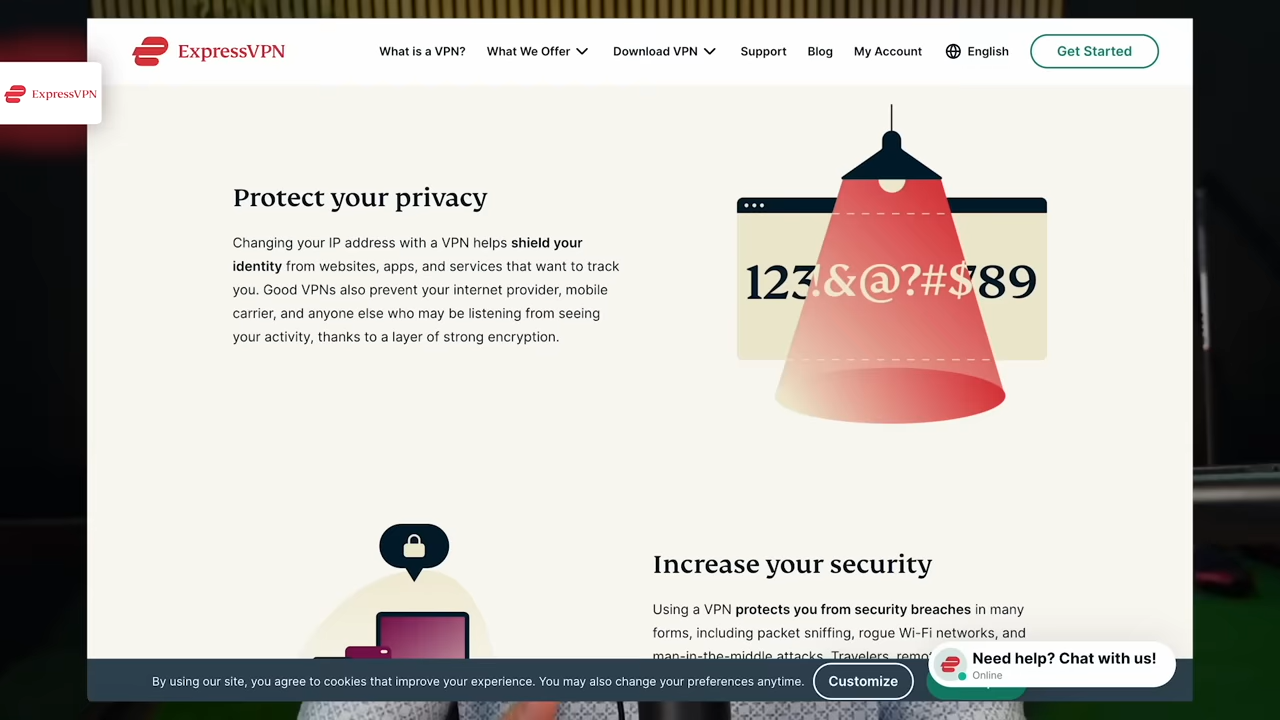 ExpressVPN
What is a VPN?
What We Offer
Download VPN
Support
Blog
My Account
English
Get Started
ExpressVPN
Protect your privacy
Changing your IP address with a VPN helps shield your
identity from websites, apps, and services that want to track
you. Good VPNs also prevent your internet provider, mobile
carrier, and anyone else who may be listening from seeing
your activity, thanks to a layer of strong encryption.
123!&@?#$789
Increase your security
Using a VPN protects you from security breaches in many
forms, including packet sniffing, rogue Wi-Fi networks, and
man-in-the-middle attacks. Travelers,
By using our site, you agree to cookies that improve your experience. You may also change your preferences anytime.
Customize
Need help? Chat with us!
Online